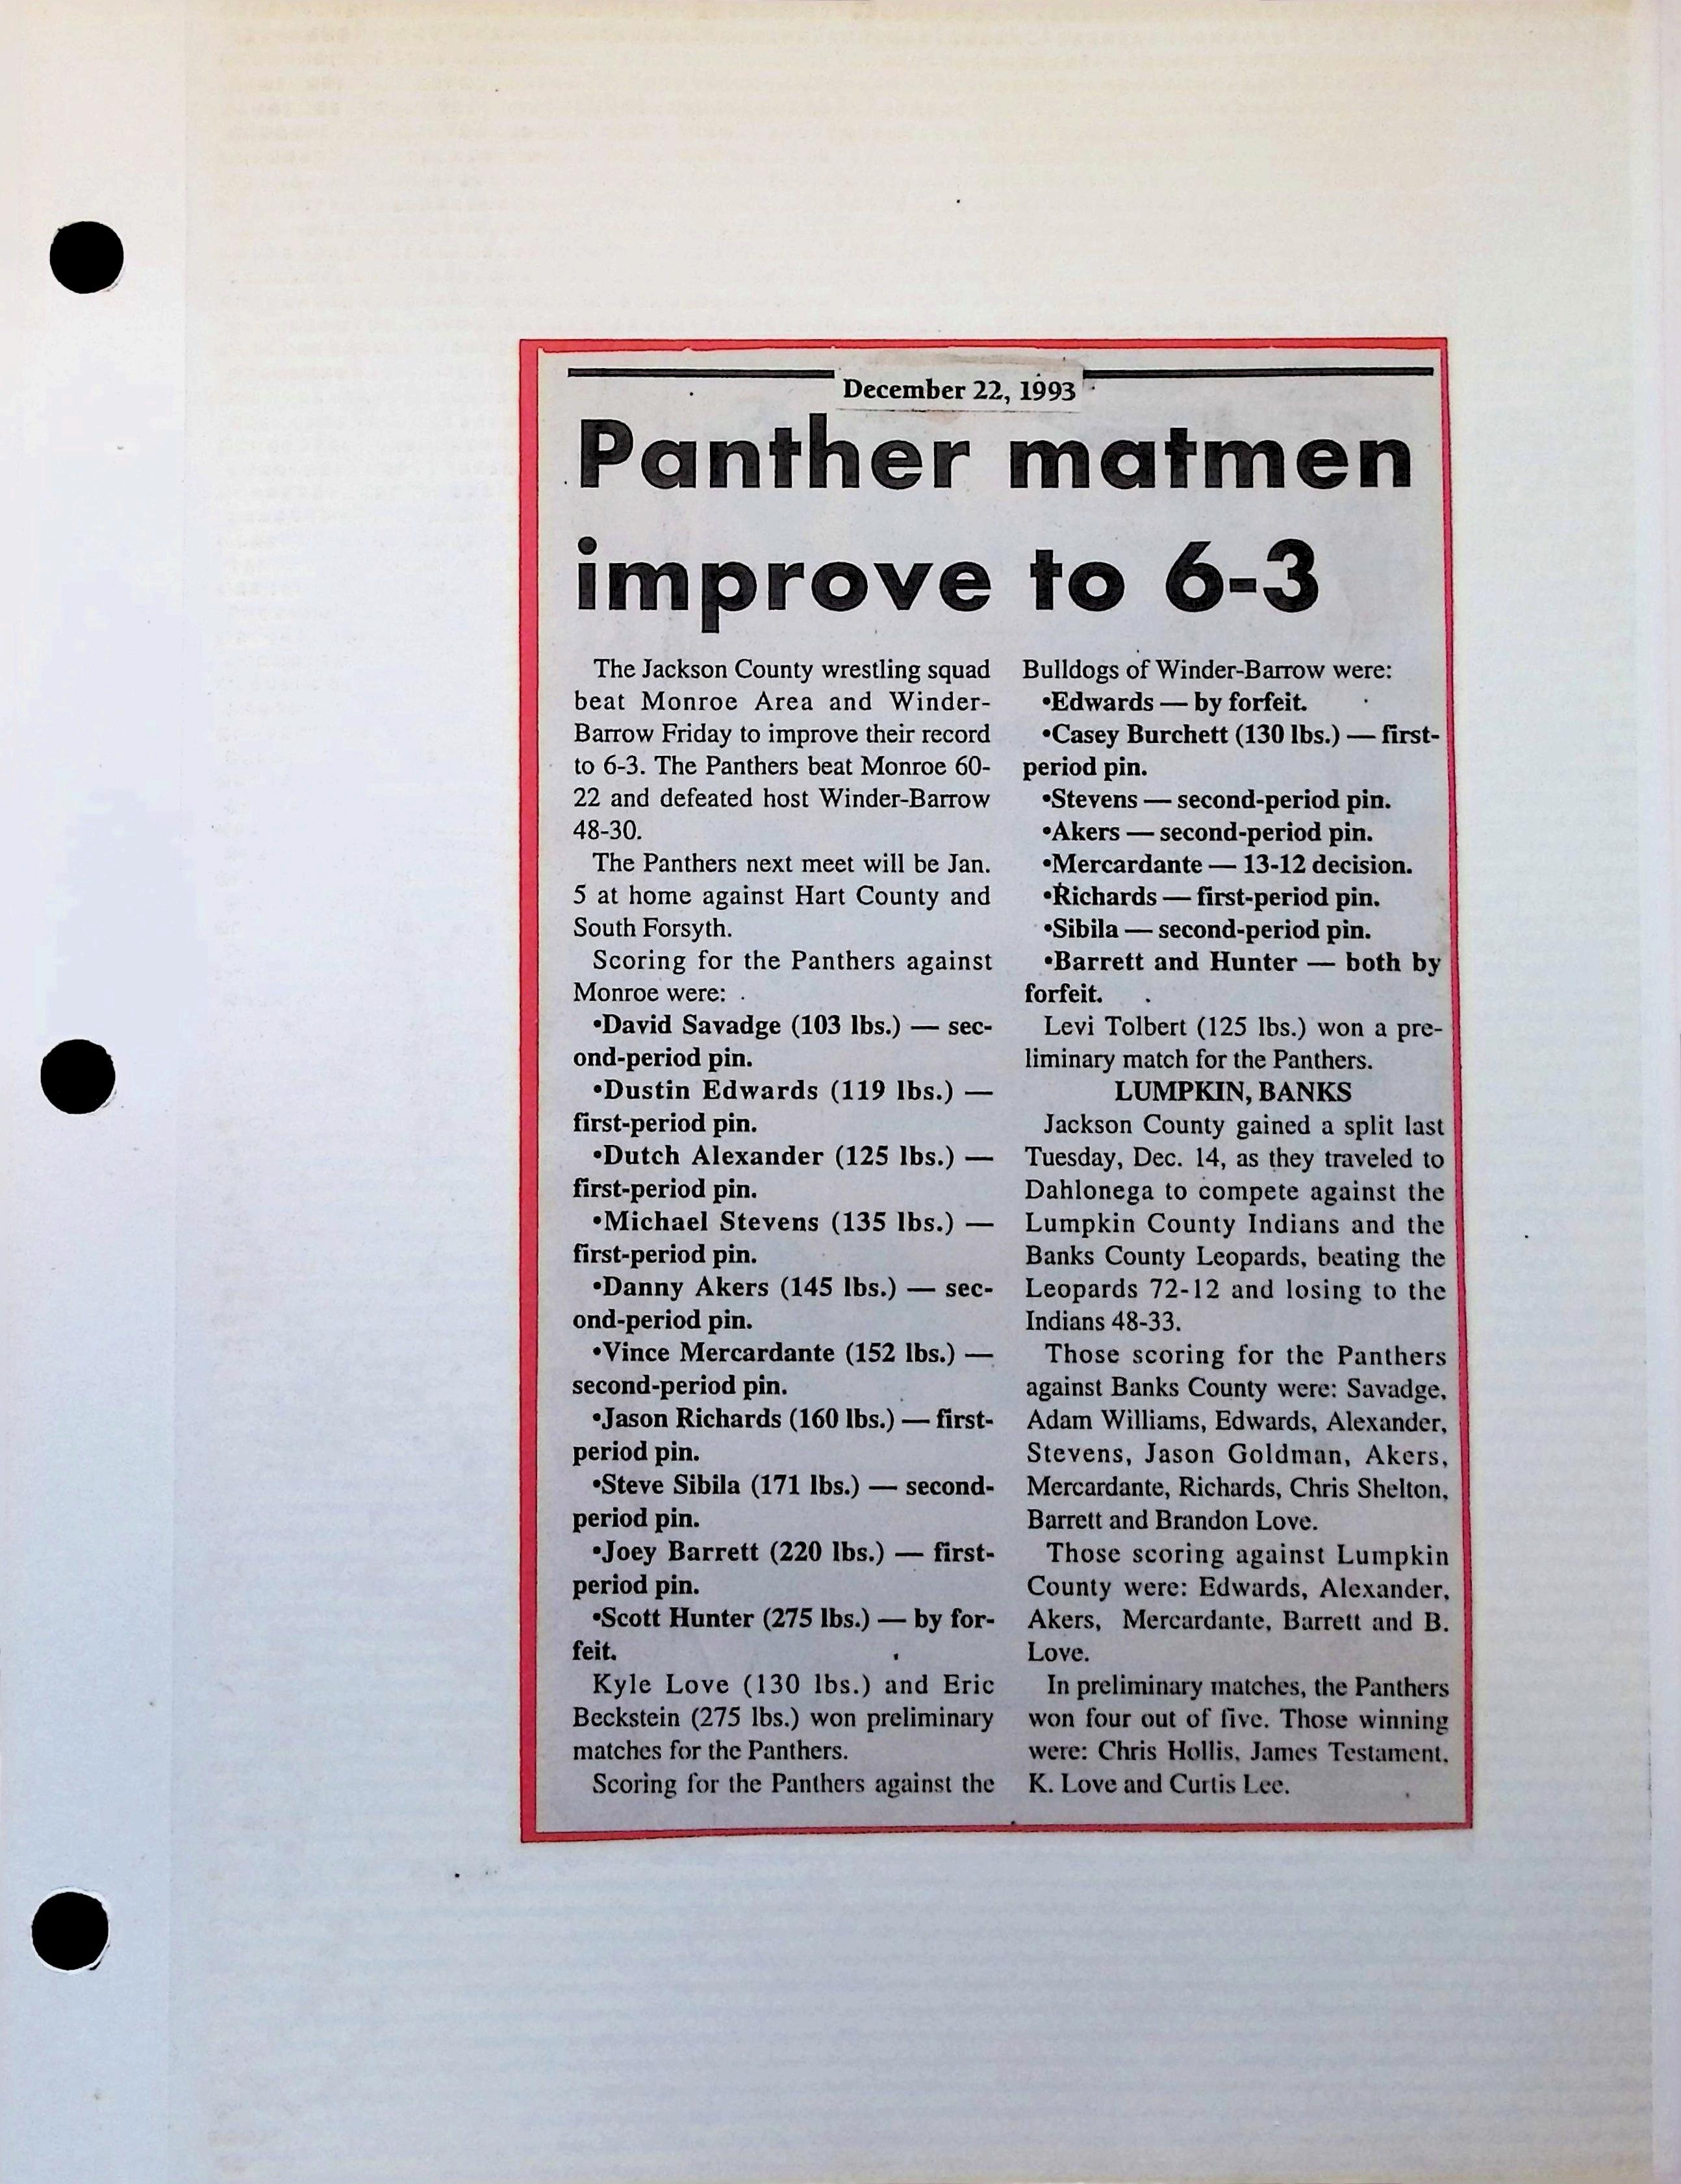 December 22, 1993
Panther matmen
improve to 6-3
The Jackson County wrestling squad
beat Monroe Area and Winder-
Barrow Friday to improve their record
to 6-3. The Panthers beat Monroe 60-
22 and defeated host Winder-Barrow
48-30.
The Panthers next meet will be Jan.
5 at home against Hart County and
South Forsyth.
Scoring for the Panthers against
Monroe were:
•David Savadge (103 lbs.) — sec-
ond-period pin.
•Dustin Edwards (119 lbs.) —
first-period pin.
•Dutch Alexander (125 lbs.) —
first-period pin.
•Michael Stevens (135 lbs.) —
first-period pin.
•Danny Akers (145 lbs.) — sec-
ond-period pin.
•Vince Mercardante (152 lbs.) —
second-period pin.
•Jason Richards (160 lbs.) — first-
period pin.
•Steve Sibila (171 lbs.) — second-
period pin.
•Joey Barrett (220 lbs.) — first-
period pin.
•Scott Hunter (275 lbs.) — by for-
feit.
Kyle Love (130 lbs.) and Eric
Beckstein (275 lbs.) won preliminary
matches for the Panthers.
Scoring for the Panthers against the
Bulldogs of Winder-Barrow were:
•Edwards — by forfeit.
•Casey Burchett (130 lbs.) — first-
period pin.
•Stevens — second-period pin.
•Akers — second-period pin.
•Mercardante — 13-12 decision.
•Richards — first-period pin.
•Sibila — second-period pin.
•Barrett and Hunter — both by
forfeit.
Levi Tolbert (125 lbs.) won a pre-
liminary match for the Panthers.
LUMPKIN, BANKS
Jackson County gained a split last
Tuesday, Dec. 14, as they traveled to
Dahlonega to compete against the
Lumpkin County Indians and the
Banks County Leopards, beating the
Leopards 72-12 and losing to the
Indians 48-33.
Those scoring for the Panthers
against Banks County were: Savadge,
Adam Williams, Edwards, Alexander,
Stevens, Jason Goldman, Akers,
Mercardante, Richards, Chris Shelton,
Barrett and Brandon Love.
Those scoring against Lumpkin
County were: Edwards, Alexander,
Akers, Mercardante, Barrett and B.
Love.
In preliminary matches, the Panthers
won four out of five. Those winning
were: Chris Hollis, James Testament,
K. Love and Curtis Lee.